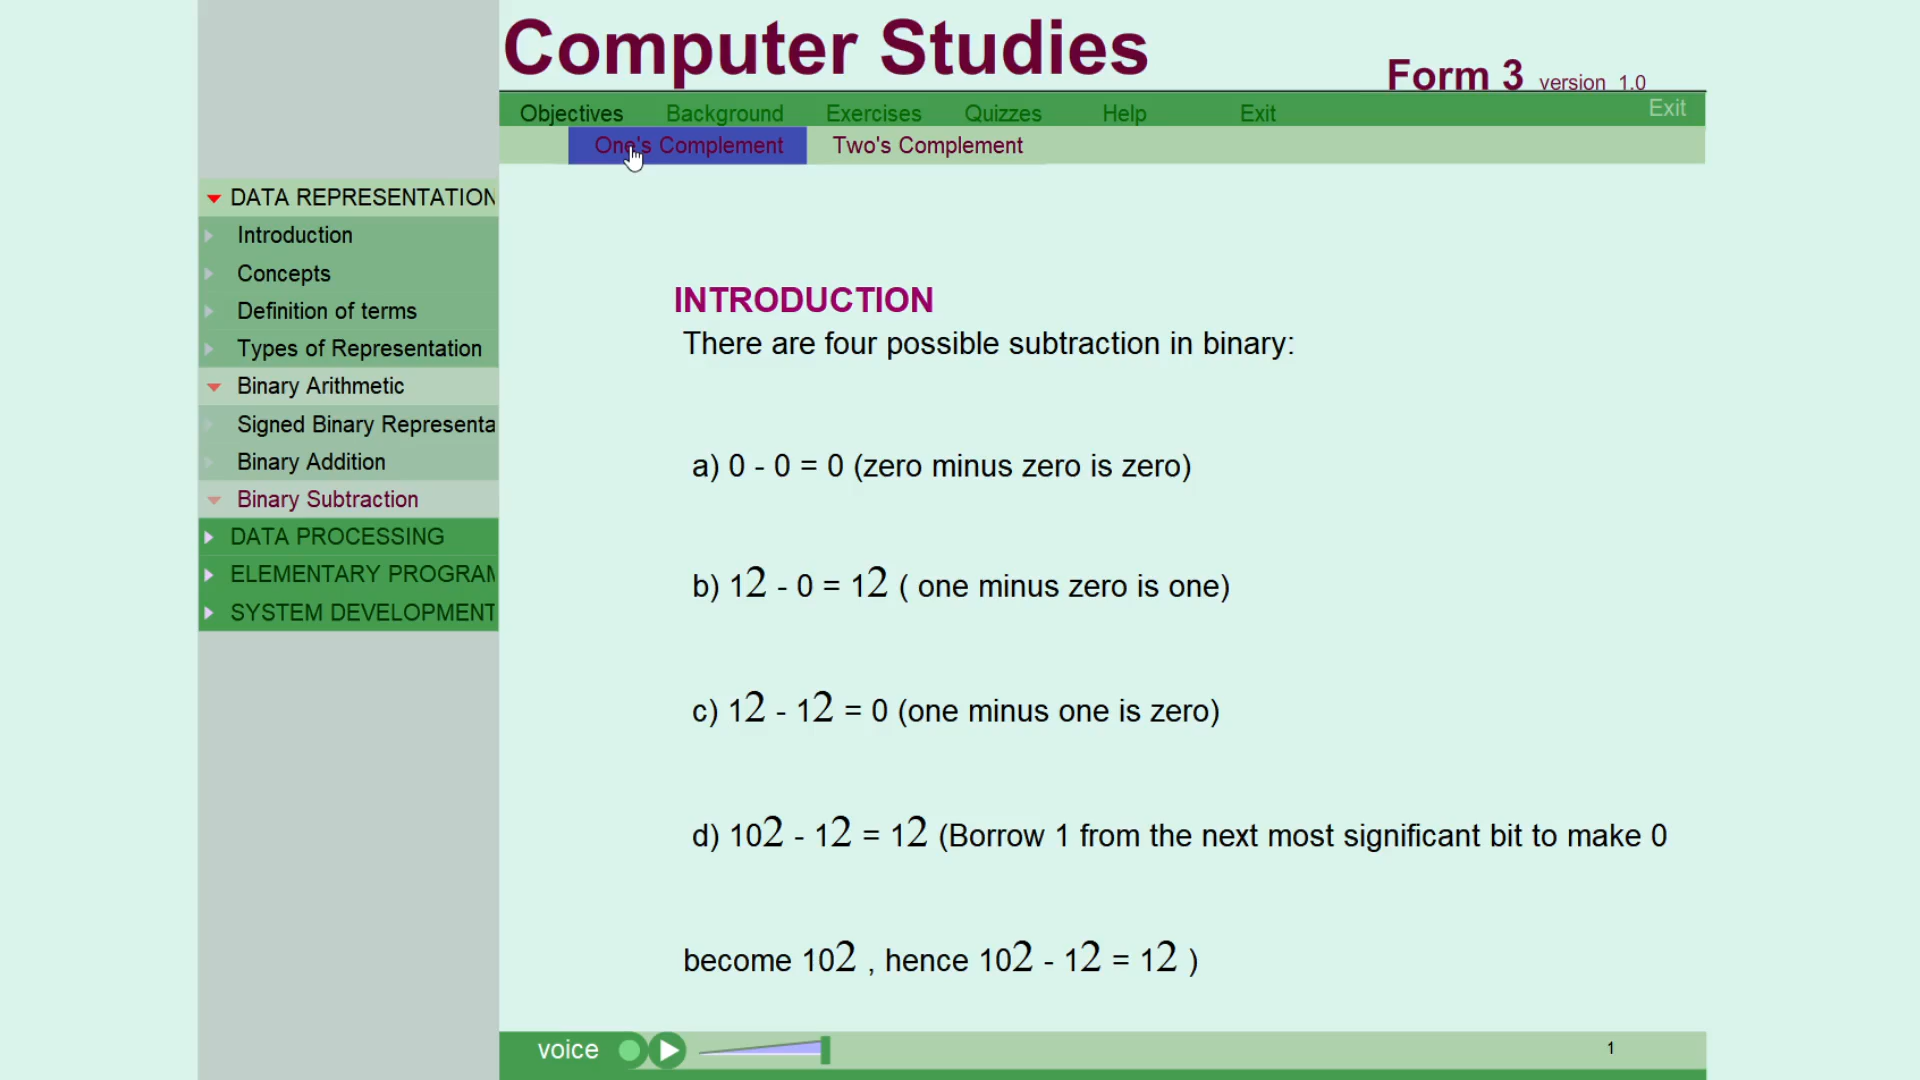 Computer Studies
Form 3 version 1.0
Objectives Background Exercises Quizzes Help Exit Exit
One's Complement Two's Complement
DATA REPRESENTATION
Introduction
Concepts
Definition of terms
Types of Representation
Binary Arithmetic
Signed Binary Representa
Binary Addition
Binary Subtraction
DATA PROCESSING
ELEMENTARY PROGRAM
SYSTEM DEVELOPMENT
INTRODUCTION
There are four possible subtraction in binary:
a) 0 - 0 = 0 (zero minus zero is zero)
b) 12 - 0 = 12 ( one minus zero is one)
c) 12 - 12 = 0 (one minus one is zero)
d) 102 - 12 = 12 (Borrow 1 from the next most significant bit to make 0
become 102 , hence 102 - 12 = 12 )
voice
1